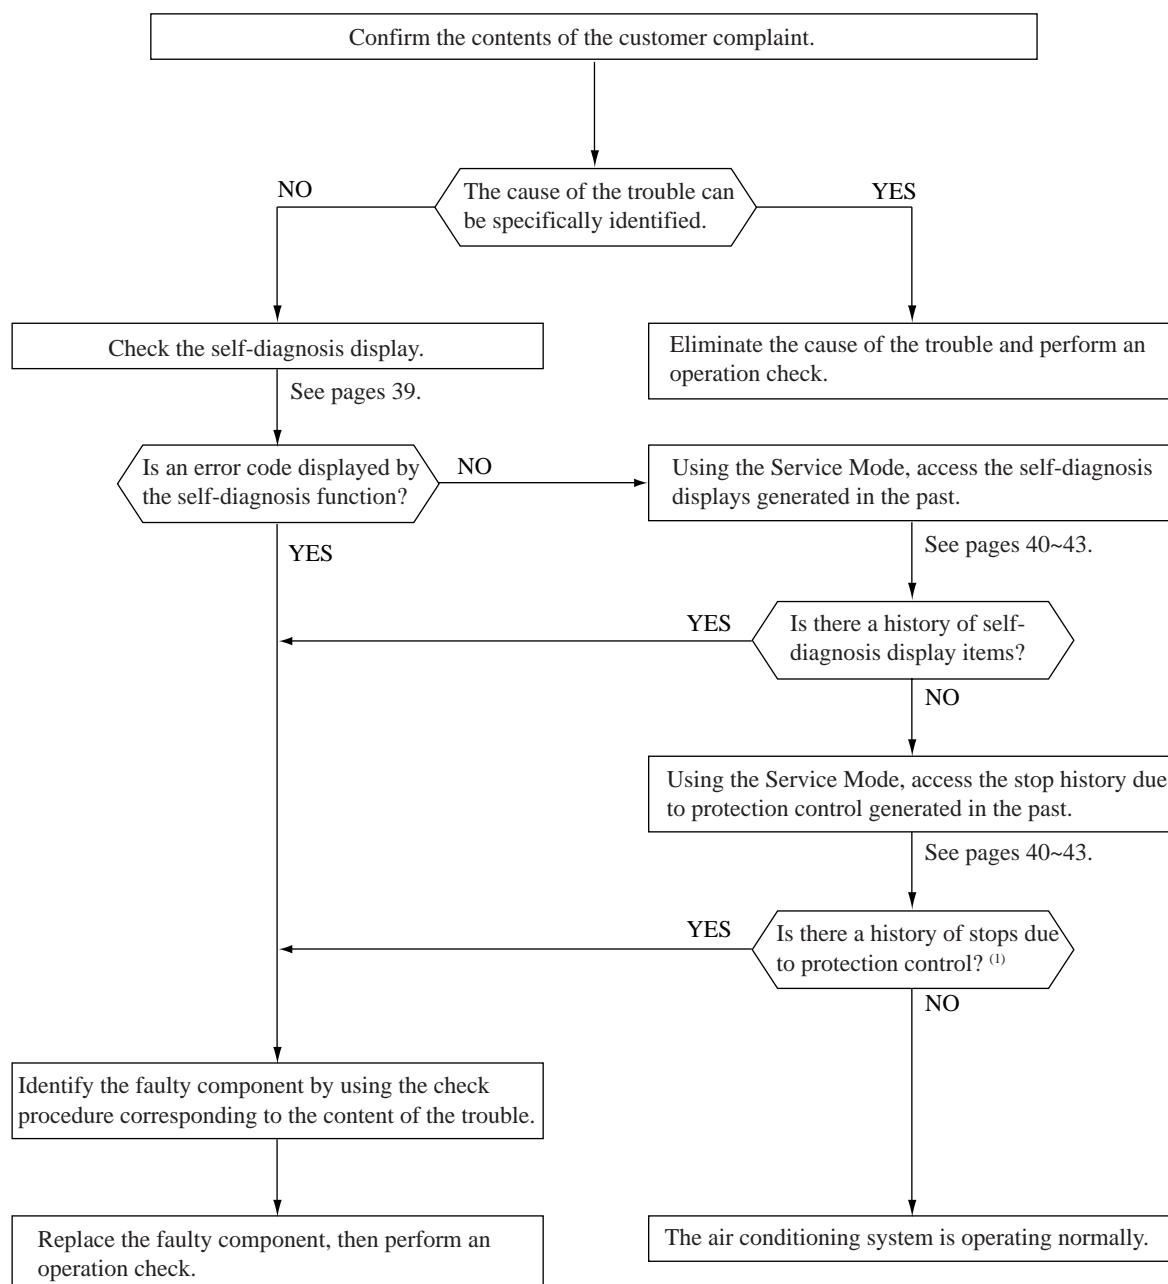 Confirm the contents of the customer complaint.
The cause of the trouble can
be specifically identified.
NO
YES
Check the self-diagnosis display.
Eliminate the cause of the trouble and perform an
operation check.
See pages 39.
Is an error code displayed by
the self-diagnosis function?
NO
Using the Service Mode, access the self-diagnosis
displays generated in the past.
YES
See pages 40~43.
YES
Is there a history of self-
diagnosis display items?
NO
Using the Service Mode, access the stop history due
to protection control generated in the past.
See pages 40~43.
YES
Is there a history of stops due
to protection control? (1)
NO
Identify the faulty component by using the check
procedure corresponding to the content of the trouble.
Replace the faulty component, then perform an
operation check.
The air conditioning system is operating normally.